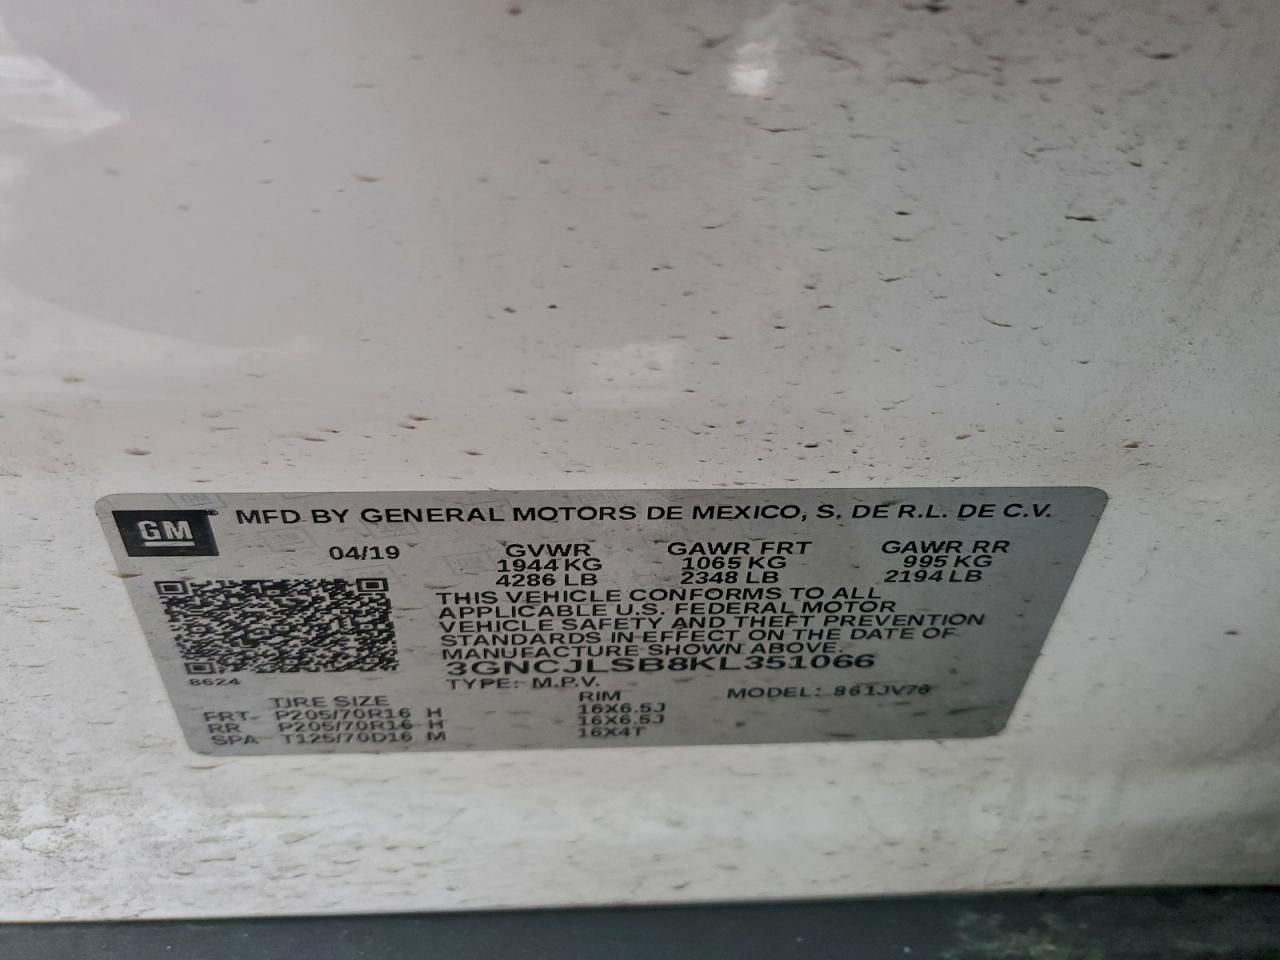 GM
MFD BY GENERAL MOTORS DE MEXICO, S. DE R.L. DE C.V.
04/19 GVWR GAWR FRT GAWR RR
1944 KG 1065 KG 995 KG
4286 LB 2348 LB 2194 LB
THIS VEHICLE CONFORMS TO ALL
APPLICABLE U.S. FEDERAL MOTOR
VEHICLE SAFETY AND THEFT PREVENTION
STANDARDS IN EFFECT ON THE DATE OF
MANUFACTURE SHOWN ABOVE.
3GNCJLSB8KL351066
8624 TYPE: M.P.V.
TIRE SIZE RIM MODEL: 861JV76
FRT P205/70R16 H 16X6.5J
RR P205/70R16 H 16X6.5J
SPA T125/70D16 M 16X4T